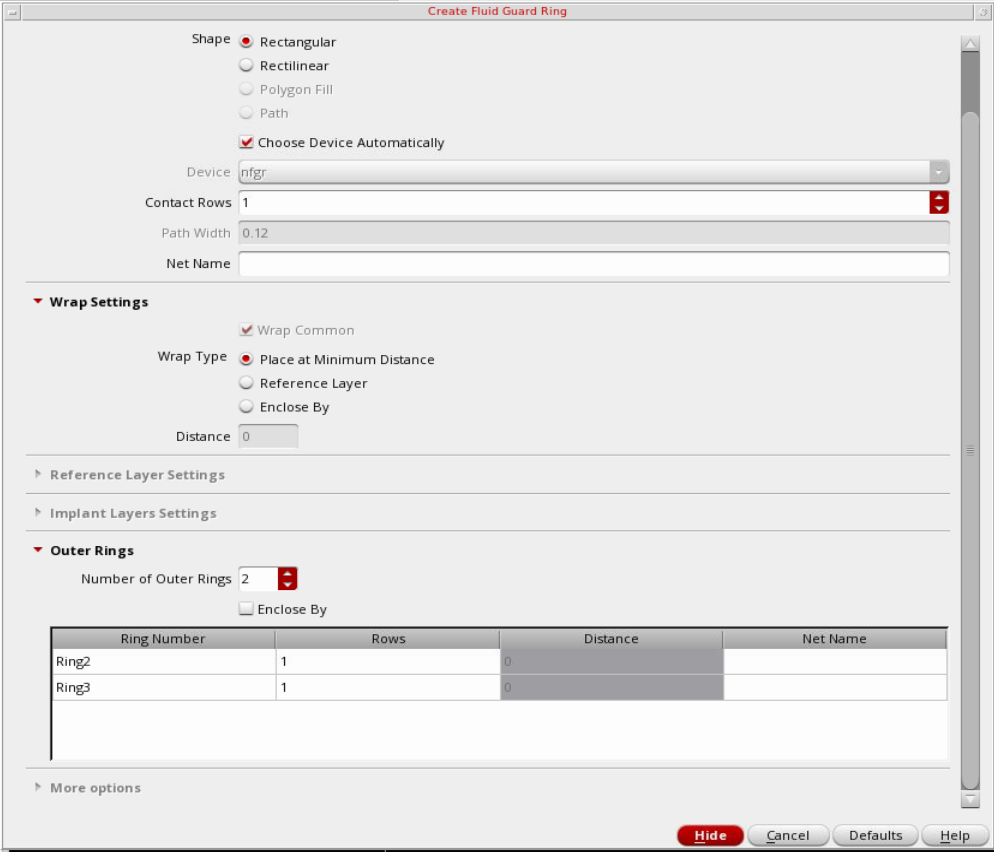 Create Fluid Guard Ring
Shape Rectangular
Rectilinear
Polygon Fill
Path
Choose Device Automatically
Device nfgr
Contact Rows 1
Path Width 0.12
Net Name
Wrap Settings
Wrap Common
Wrap Type Place at Minimum Distance
Reference Layer
Enclose By
Distance 0
Reference Layer Settings
Implant Layers Settings
Outer Rings
Number of Outer Rings 2
Enclose By
Ring Number Rows Distance Net Name
Ring2 1 0
Ring3 1 0
More options
Hide Cancel Defaults Help